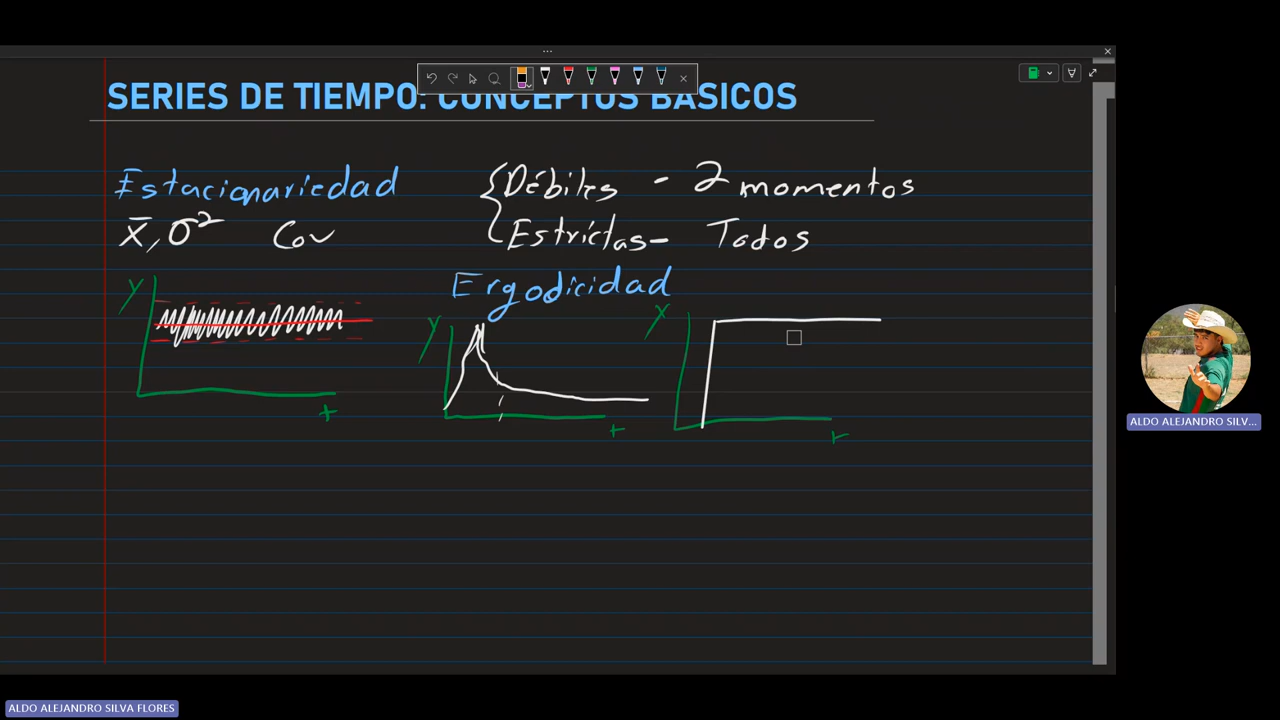 SERIES DE TIEMPO: CONCEPTOS BÁSICOS
Estacionariedad
Débiles - 2 momentos
x̄, σ² Cov
Estrictas - Todos
Ergodicidad
y
t
y
t
x
t
ALDO ALEJANDRO SILV...
ALDO ALEJANDRO SILVA FLORES